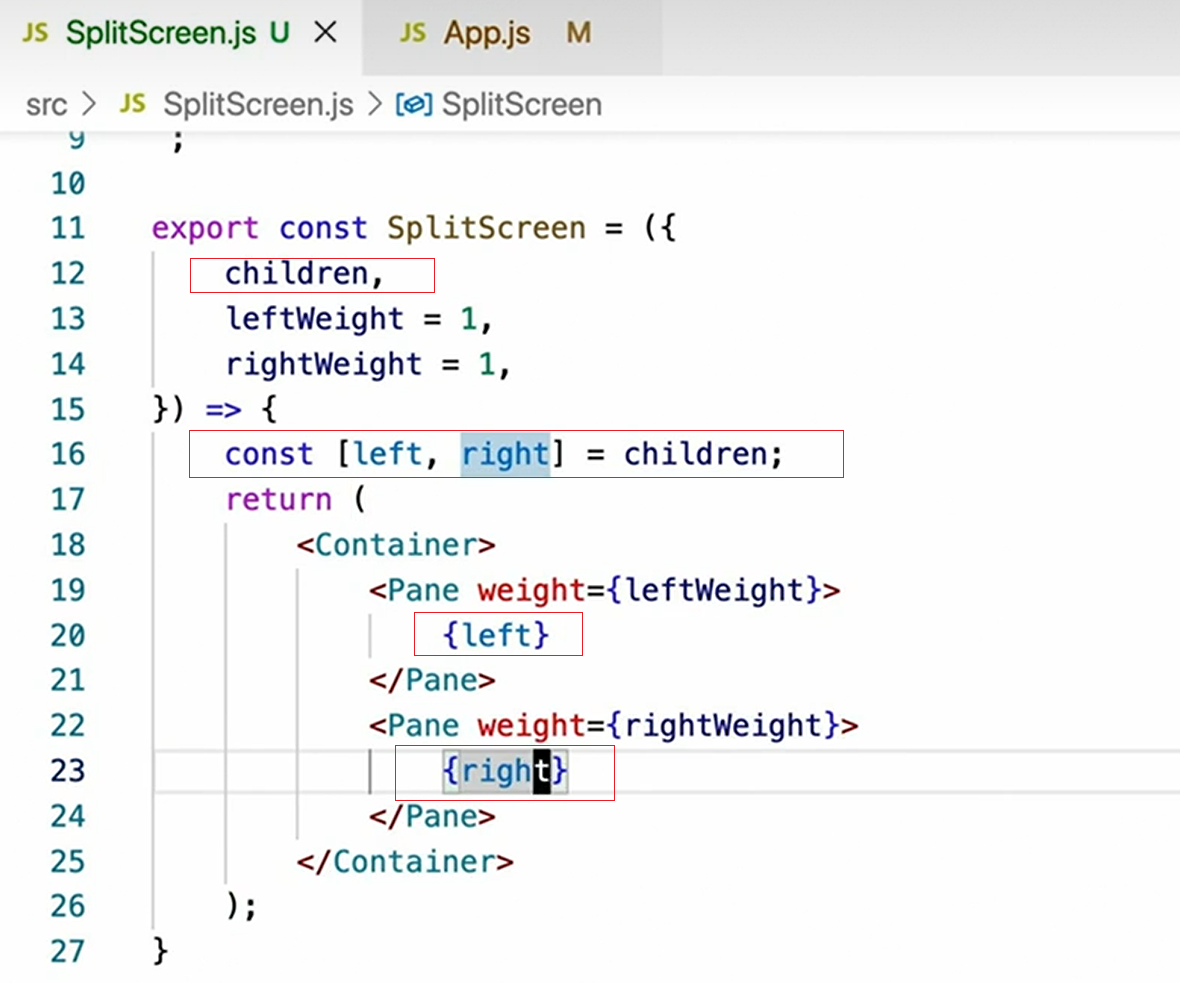 JS SplitScreen.js U ×
JS App.js M
src > JS SplitScreen.js > SplitScreen
9 ;
10
11 export const SplitScreen = ({
12 children,
13 leftWeight = 1,
14 rightWeight = 1,
15 }) => {
16 const [left, right] = children;
17 return (
18 <Container>
19 <Pane weight={leftWeight}>
20 {left}
21 </Pane>
22 <Pane weight={rightWeight}>
23 {right}
24 </Pane>
25 </Container>
26 );
27 }